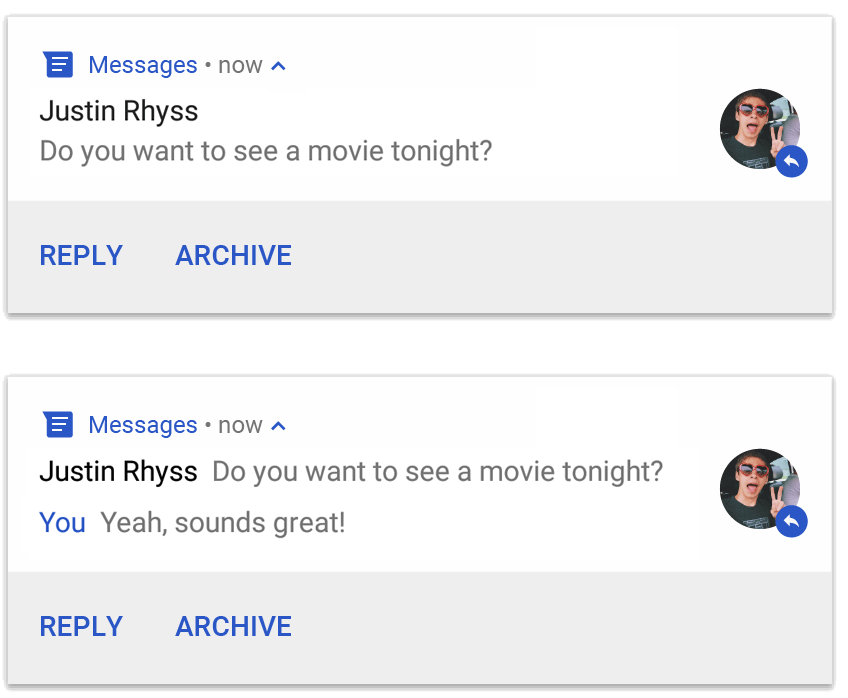 Messages • now
Justin Rhyss
Do you want to see a movie tonight?
REPLY ARCHIVE
Messages • now
Justin Rhyss Do you want to see a movie tonight?
You Yeah, sounds great!
REPLY ARCHIVE